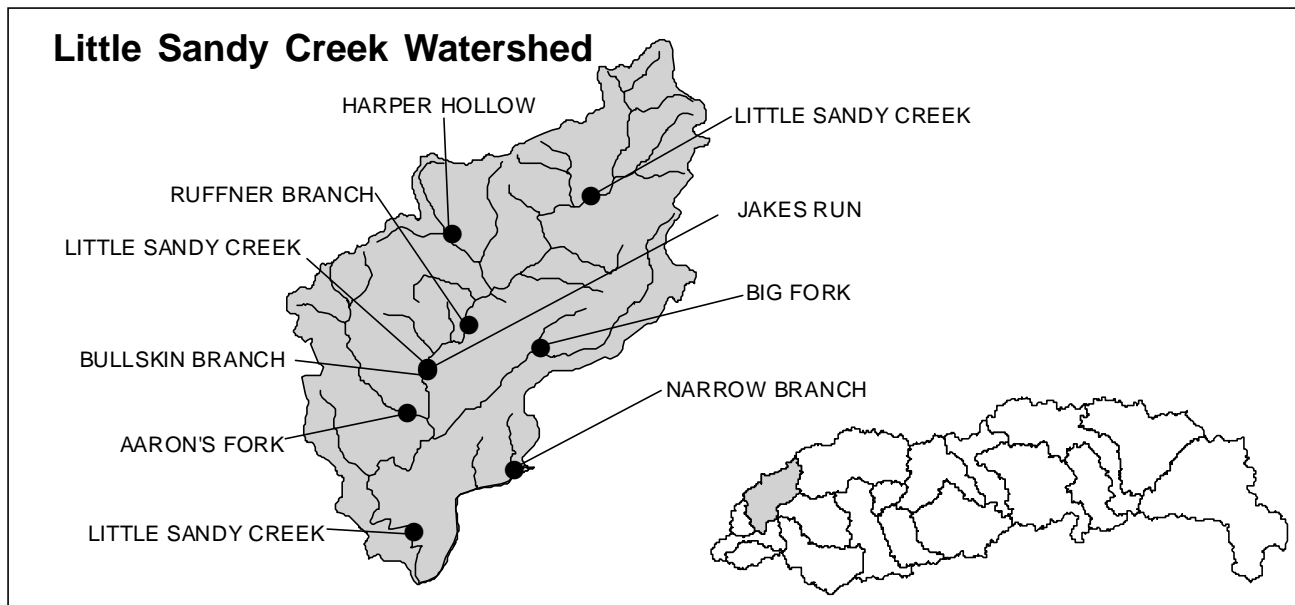 Little Sandy Creek Watershed
HARPER HOLLOW
LITTLE SANDY CREEK
RUFFNER BRANCH
JAKES RUN
LITTLE SANDY CREEK
BIG FORK
BULLSKIN BRANCH
NARROW BRANCH
AARON'S FORK
LITTLE SANDY CREEK